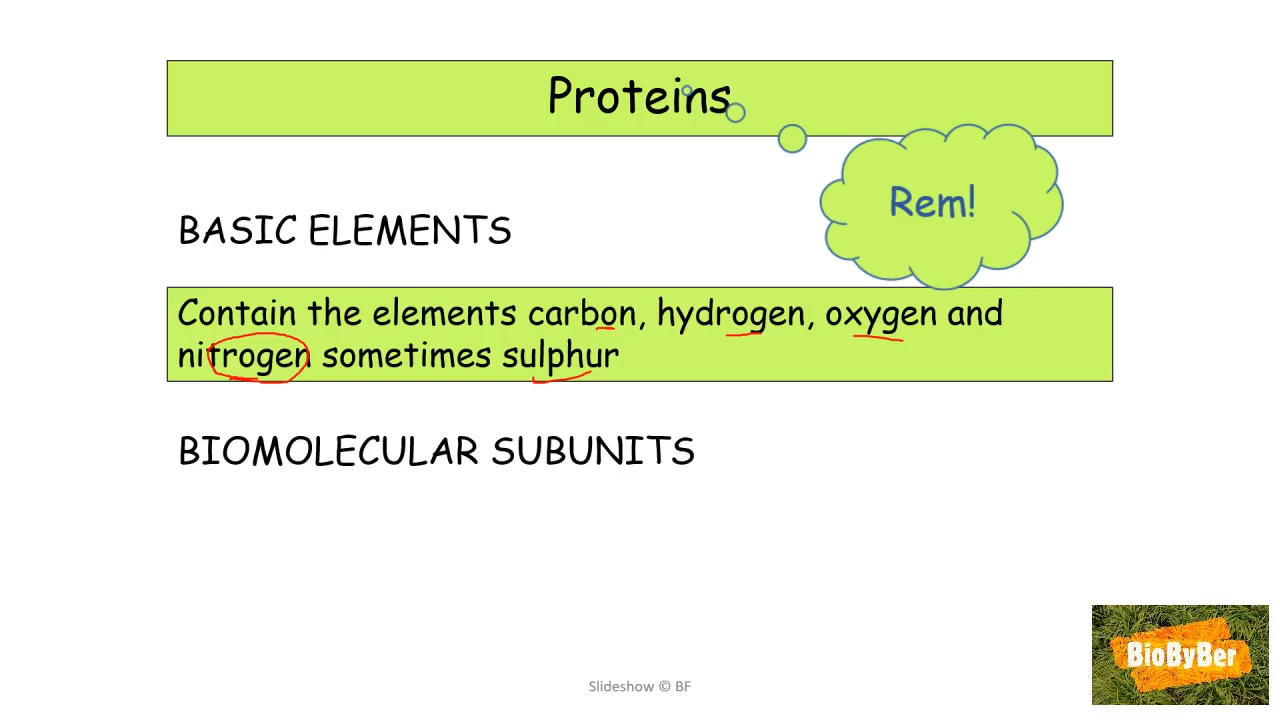 Proteins
Rem!
BASIC ELEMENTS
Contain the elements carbon, hydrogen, oxygen and
nitrogen sometimes sulphur
BIOMOLECULAR SUBUNITS
BioByBer
Slideshow © BF